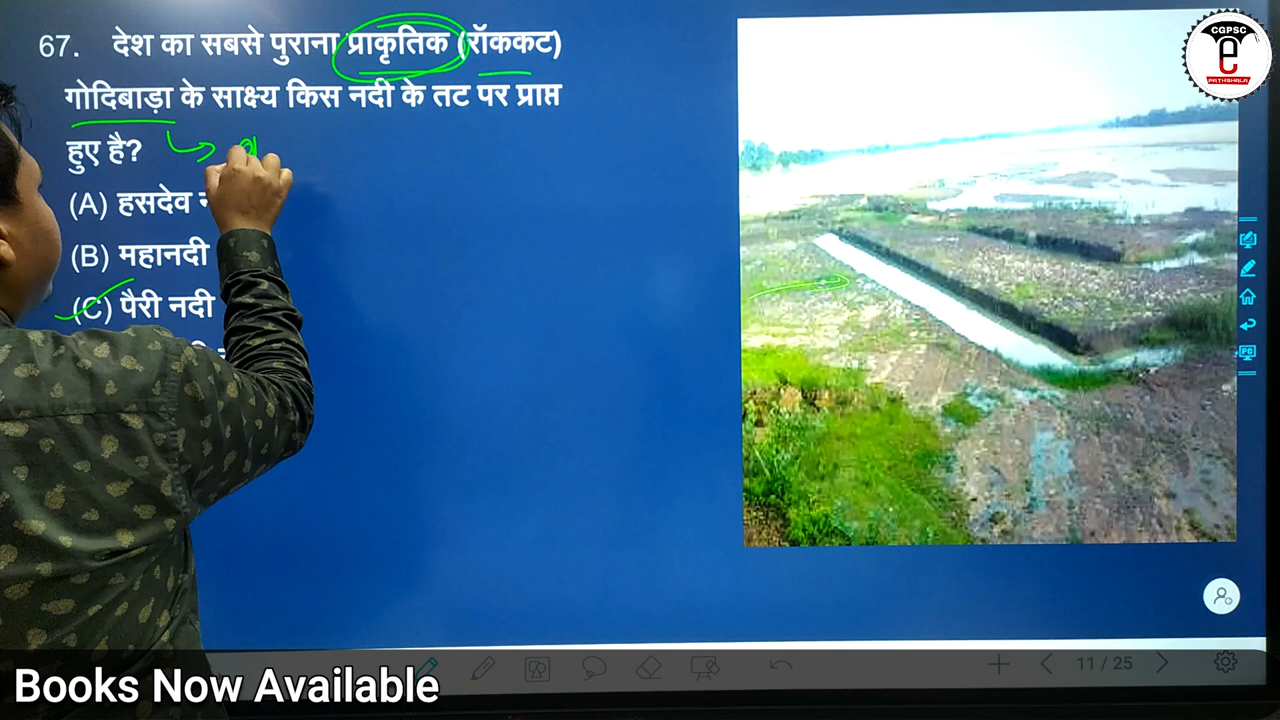 67. देश का सबसे पुराना प्राकृतिक (रॉककट)
गोदिबाड़ा के साक्ष्य किस नदी के तट पर प्राप्त
हुए है?
(A) हसदेव
(B) महानदी
(C) पैरी नदी
CGPSC
e
PATHSHALA
11 / 25
Books Now Available